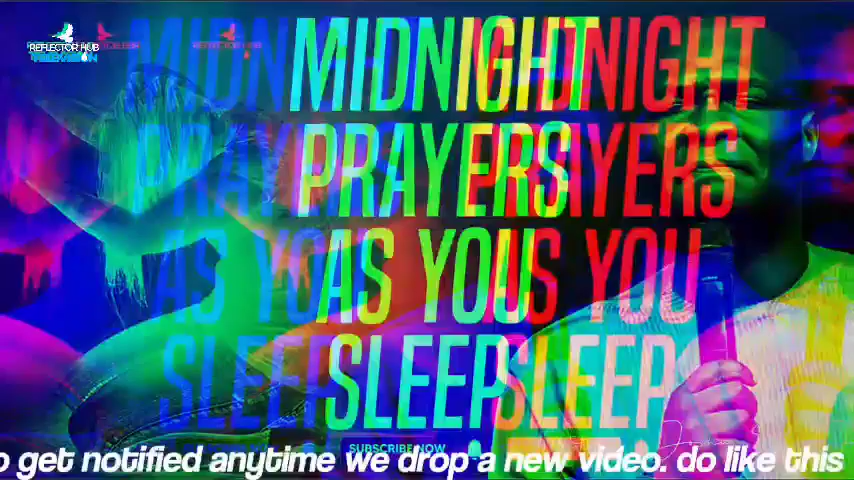 REFLECTOR HUB
TELEVISION
MIDNIGHT
PRAYERS
AS YOU
SLEEP
SUBSCRIBE NOW
o get notified anytime we drop a new video. do like this